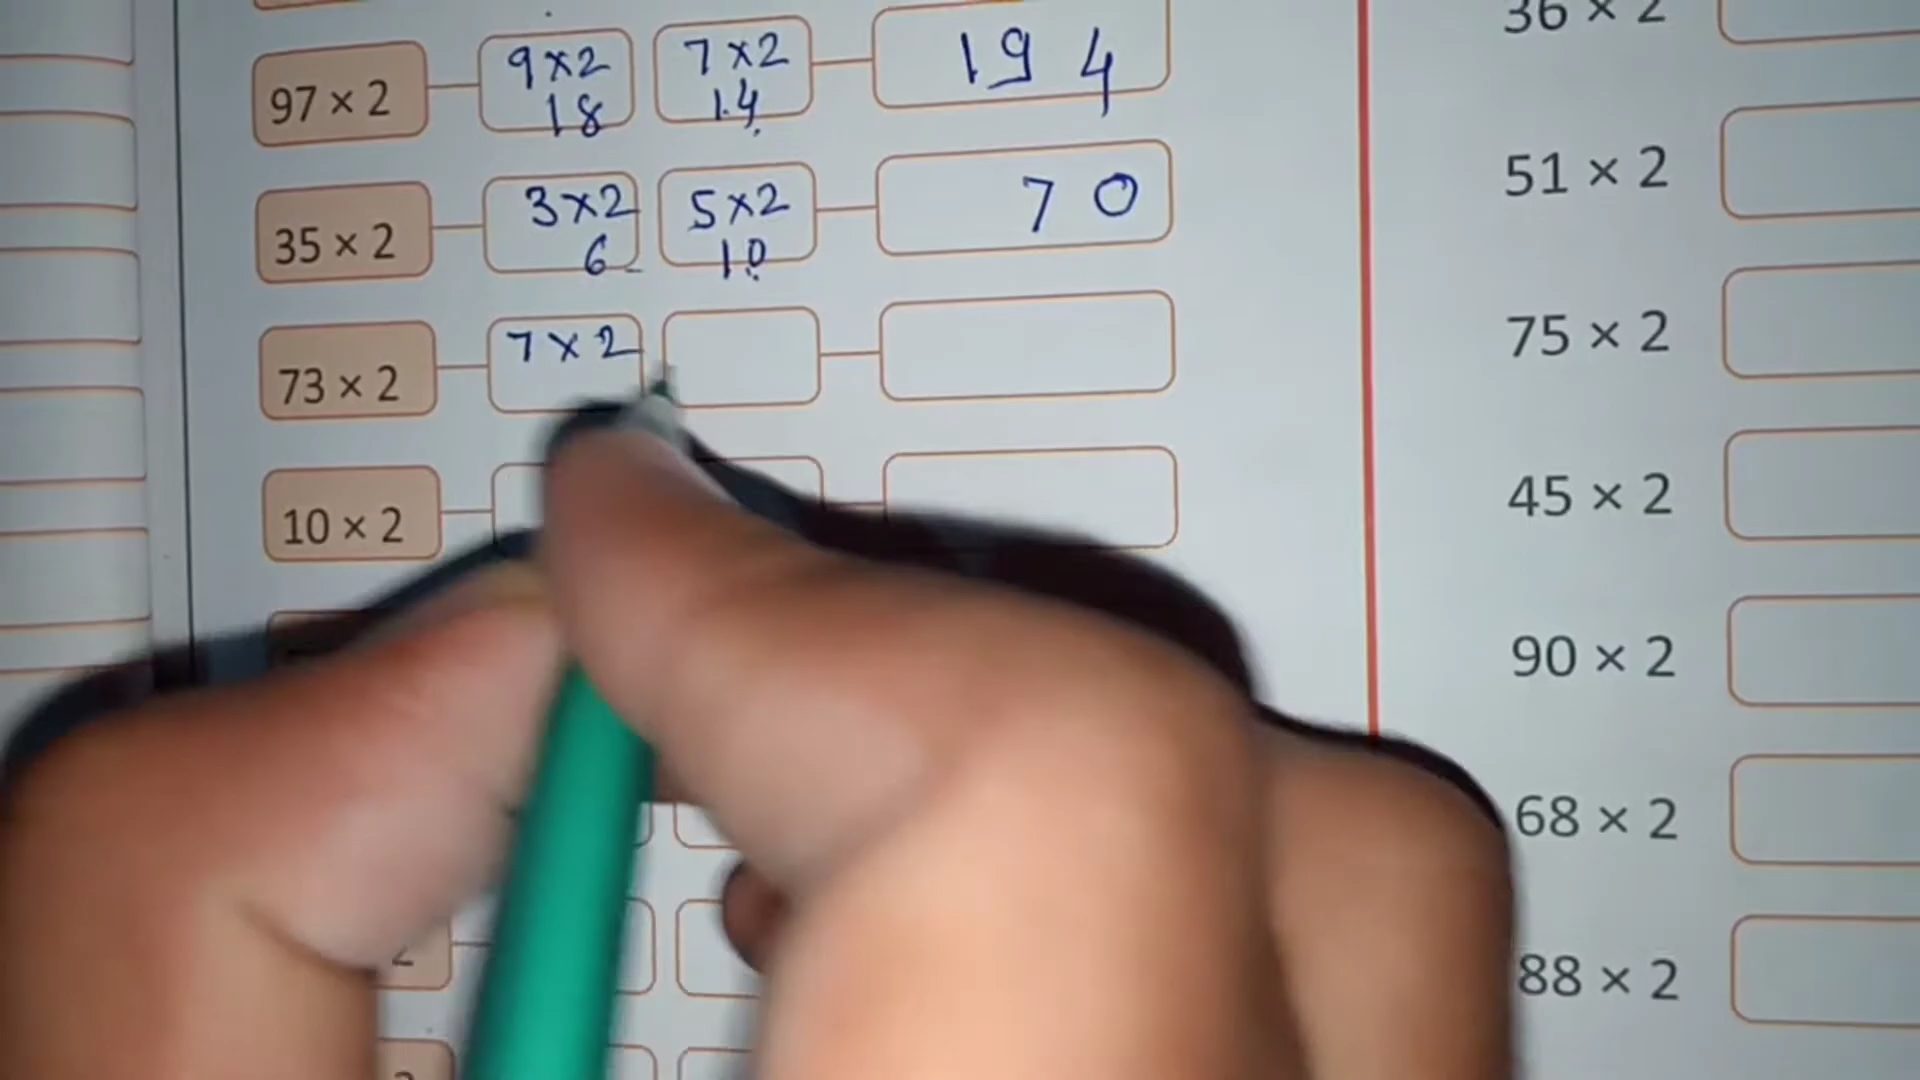 36 × 2
97 × 2 9×2 7×2 194
18 14
51 × 2
35 × 2 3×2 5×2 70
6 10
75 × 2
73 × 2 7×2
45 × 2
10 × 2
90 × 2
68 × 2
88 × 2
2